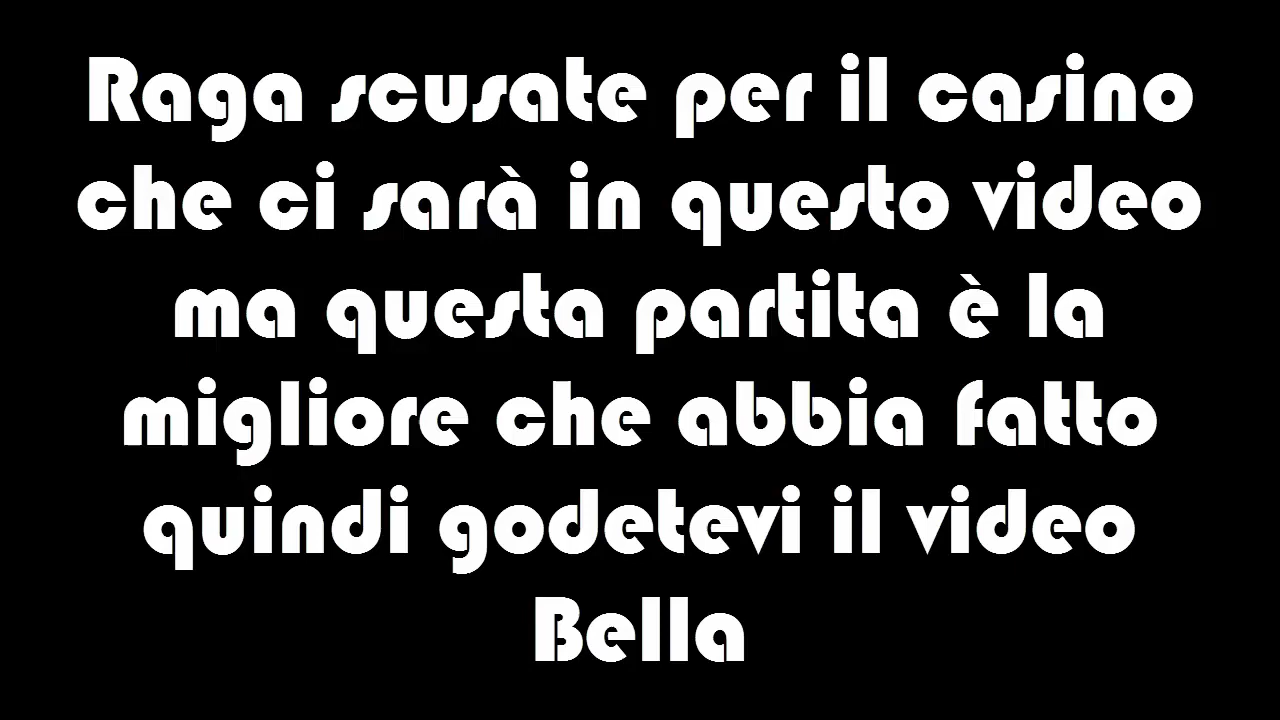 Raga scusate per il casino
che ci sarà in questo video
ma questa partita è la
migliore che abbia fatto
quindi godetevi il video
Bella